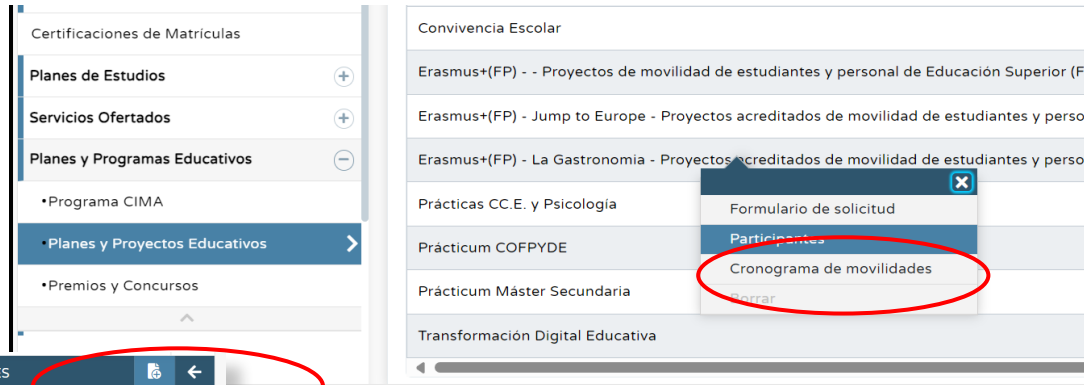 Certificaciones de Matrículas
Planes de Estudios
Servicios Ofertados
Planes y Programas Educativos
•Programa CIMA
•Planes y Proyectos Educativos
•Premios y Concursos
Convivencia Escolar
Erasmus+(FP) - - Proyectos de movilidad de estudiantes y personal de Educación Superior (F
Erasmus+(FP) - Jump to Europe - Proyectos acreditados de movilidad de estudiantes y perso
Erasmus+(FP) - La Gastronomia - Proyectos acreditados de movilidad de estudiantes y perso
Prácticas CC.E. y Psicología
Prácticum COFPYDE
Prácticum Máster Secundaria
Transformación Digital Educativa
Formulario de solicitud
Participantes
Cronograma de movilidades
Borrar